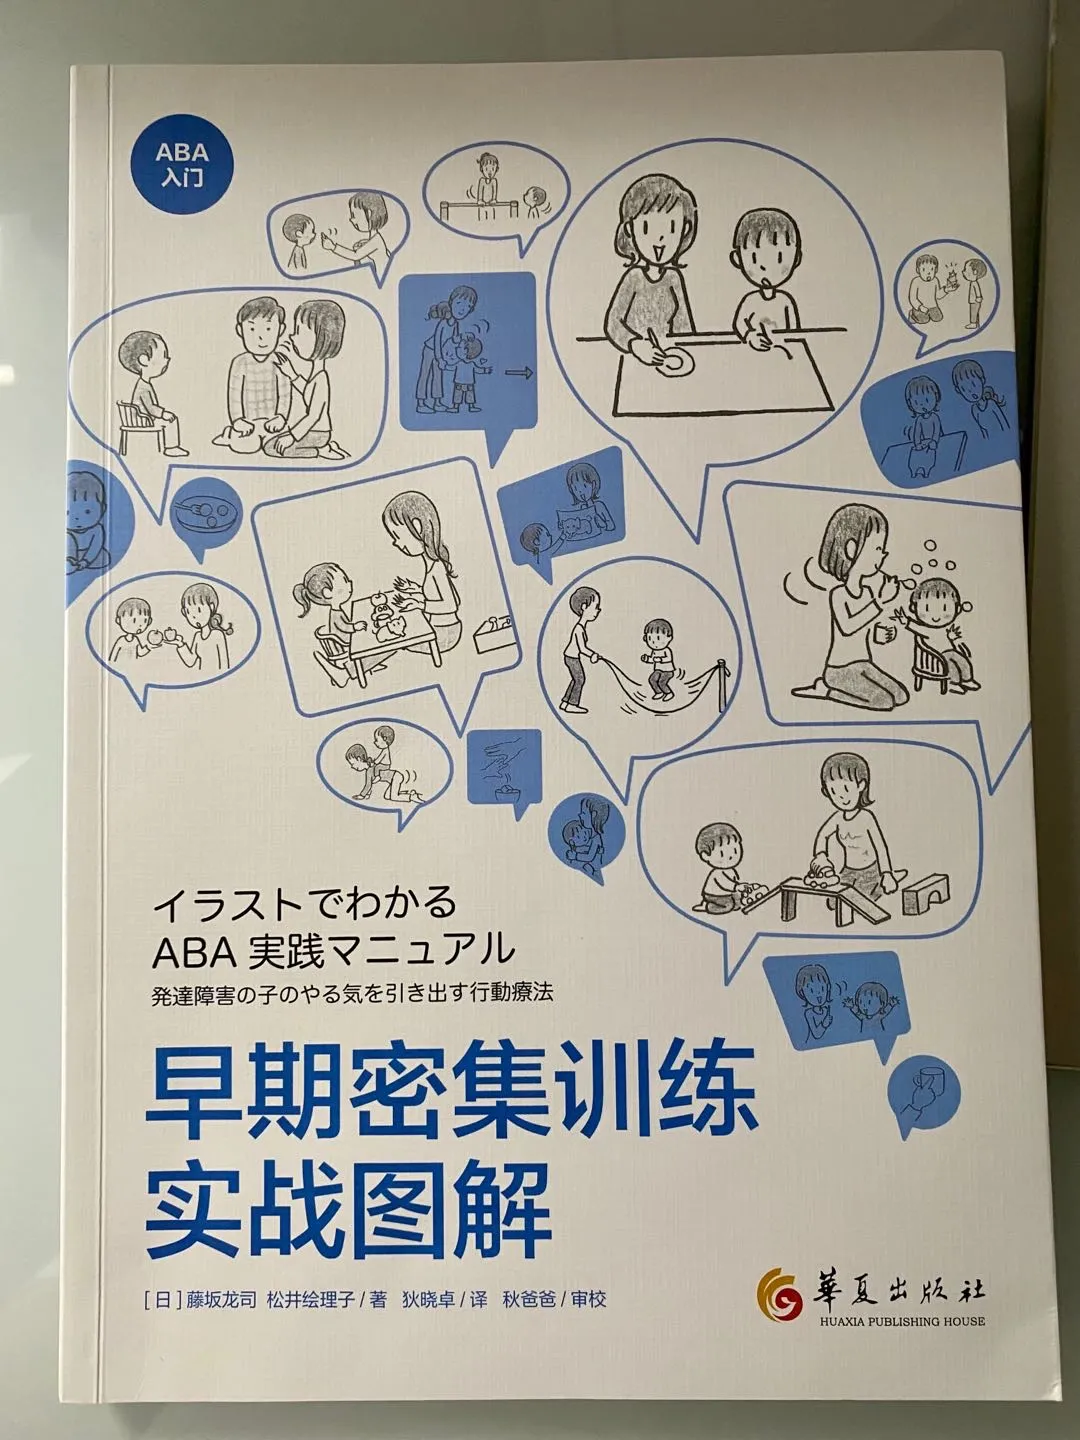 ABA
入门
イラストでわかる
ABA 実践マニュアル
発達障害の子のやる気を引き出す行動療法
早期密集训练
实战图解
[日]藤坂龙司 松井绘理子/著 狄晓卓/译 秋爸爸/审校
華夏出版社
HUAXIA PUBLISHING HOUSE